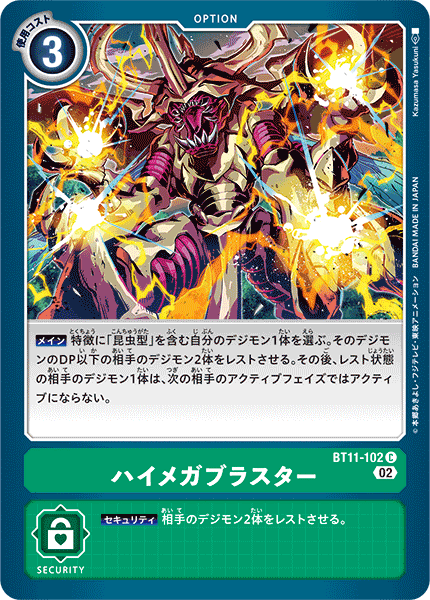 OPTION
使用コスト
3
Kazumasa Yasukuni
BANDAI MADE IN JAPAN
©本郷あきよし・フジテレビ・東映アニメーション
メイン 特徴に「昆虫型」を含む自分のデジモン1体を選ぶ。そのデジモ
ンのDP以下の相手のデジモン2体をレストさせる。その後、レスト状態
の相手のデジモン1体は、次の相手のアクティブフェイズではアクティ
ブにならない。
BT11-102 C
02
ハイメガブラスター
セキュリティ 相手のデジモン2体をレストさせる。
SECURITY